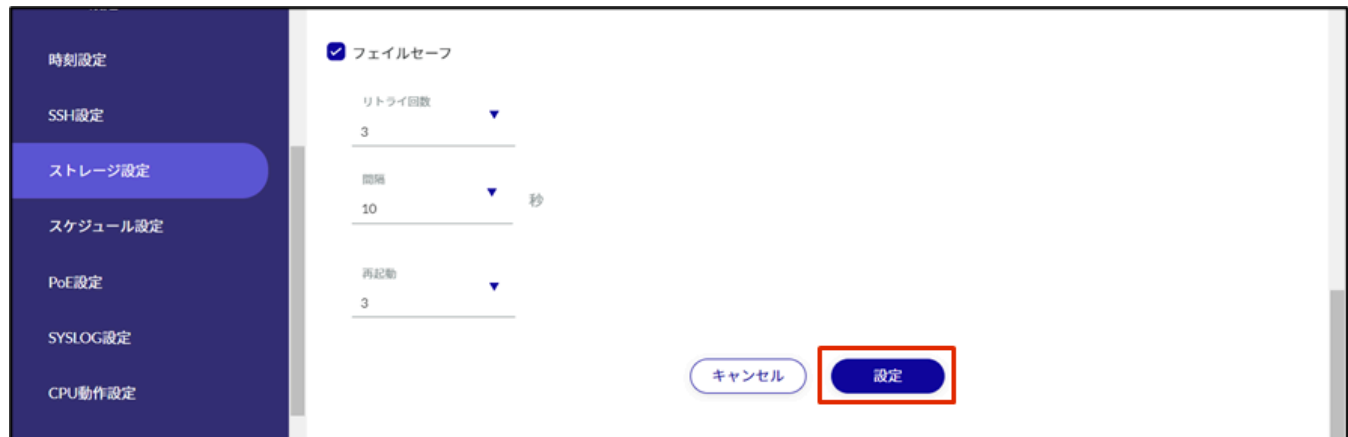 時刻設定
SSH設定
ストレージ設定
スケジュール設定
PoE設定
SYSLOG設定
CPU動作設定
フェイルセーフ
リトライ回数
3
間隔
10
秒
再起動
3
キャンセル
設定